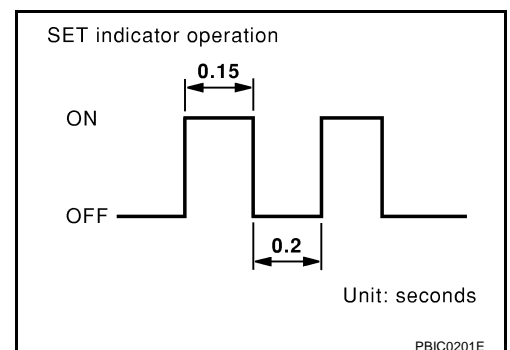 SET indicator operation
0.15
ON
OFF
0.2
Unit: seconds
PBIC0201E